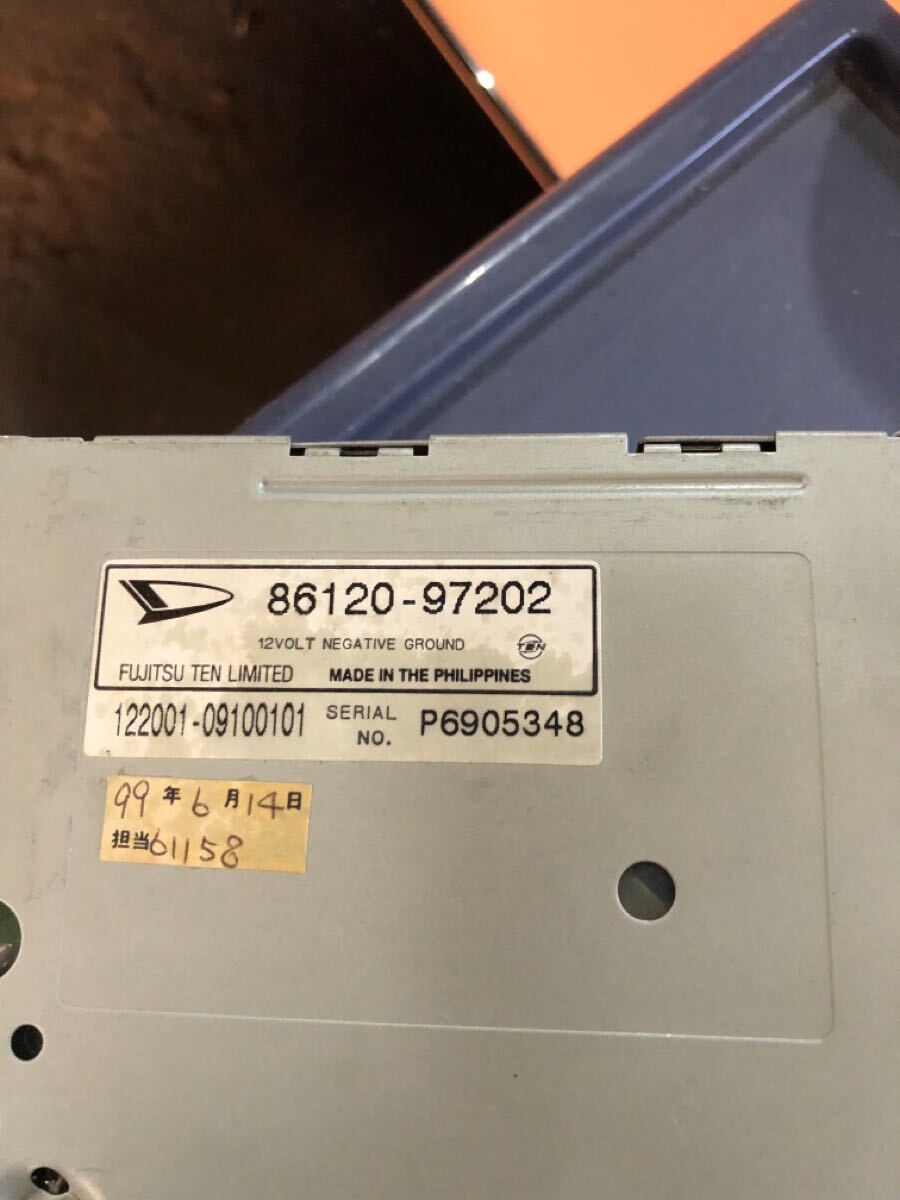 86120-97202
12VOLT NEGATIVE GROUND TEN
FUJITSU TEN LIMITED MADE IN THE PHILIPPINES
122001-09100101 SERIAL NO. P6905348
99年6月14日
担当61158